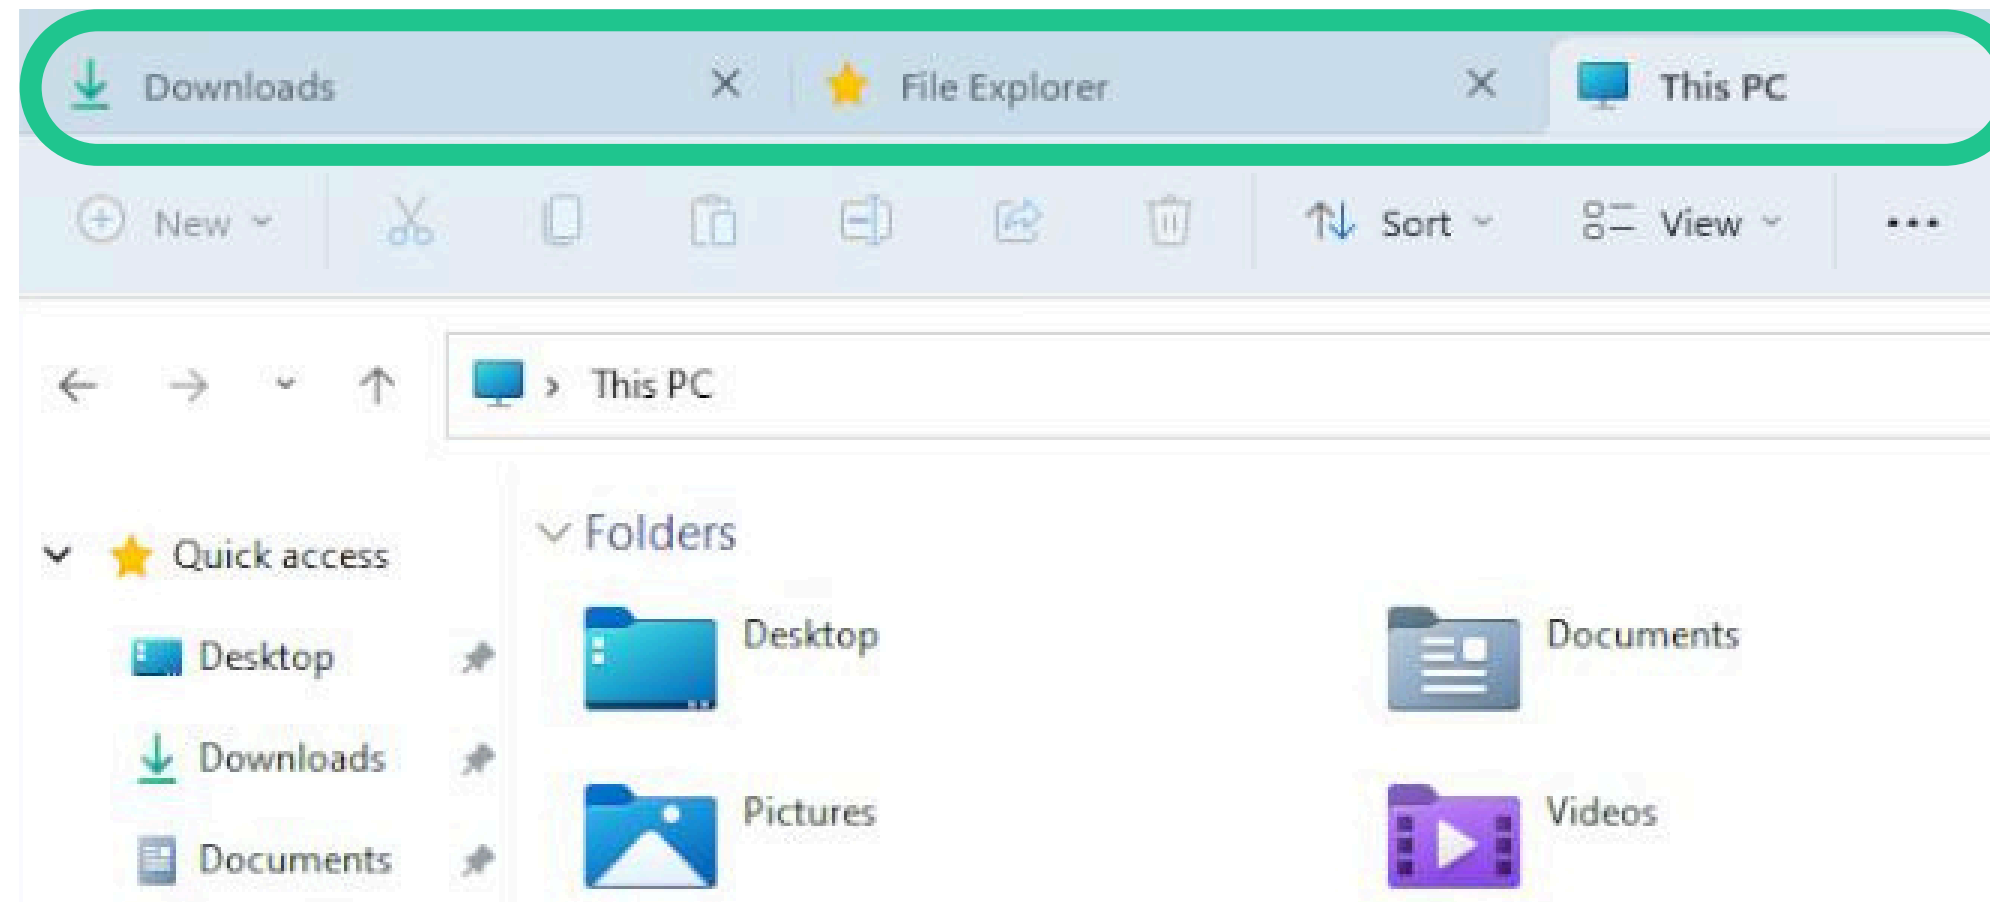 Downloads File Explorer This PC
New Sort View
This PC
Quick access
Desktop
Downloads
Documents
Folders
Desktop Documents
Pictures Videos